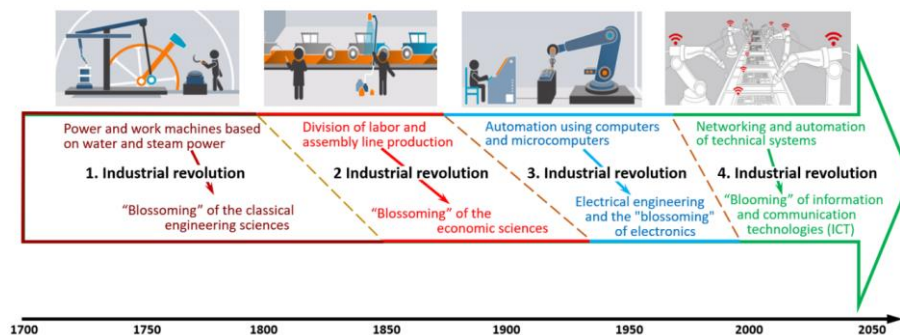 Power and work machines based
on water and steam power
1. Industrial revolution
“Blossoming” of the classical
engineering sciences
Division of labor and
assembly line production
2 Industrial revolution
“Blossoming” of the
economic sciences
Automation using computers
and microcomputers
3. Industrial revolution
Electrical engineering
and the "blossoming"
of electronics
Networking and automation
of technical systems
4. Industrial revolution
“Blooming” of information
and communication
technologies (ICT)
1700 1750 1800 1850 1900 1950 2000 2050